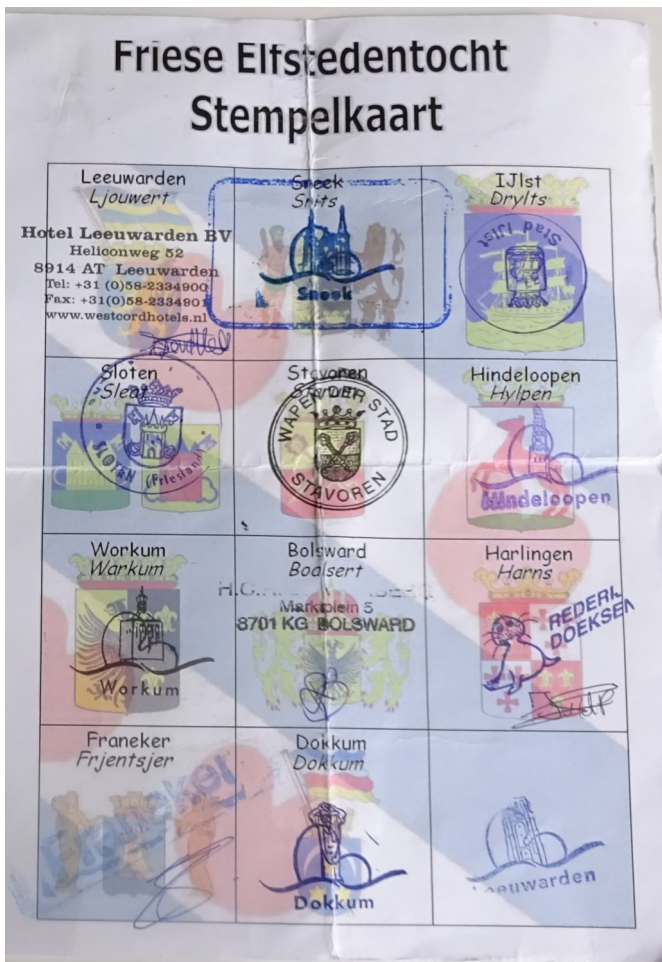 Friese Elfstedentocht
Stempelkaart
Leeuwarden
Ljouwert
Hotel Leeuwarden BV
Heliconweg 52
8914 AT Leeuwarden
Tel: +31 (0)58-2334900
Fax: +31(0)58-2334901
www.westcordhotels.nl
Sneek
Snits
Sneek
IJlst
Drylts
Stad IJlst
Sloten
Sleat
SLOTEN (Friesland)
Stavoren
WAPEN DER STAD
STAVOREN
Hindeloopen
Hylpen
Hindeloopen
Workum
Warkum
Workum
Bolsward
Boalsert
Marktplein 5
8701 KG BOLSWARD
Harlingen
Harns
DOEKSEN
Franeker
Frjentsjer
Franeker
Dokkum
Dokkum
Dokkum
Leeuwarden